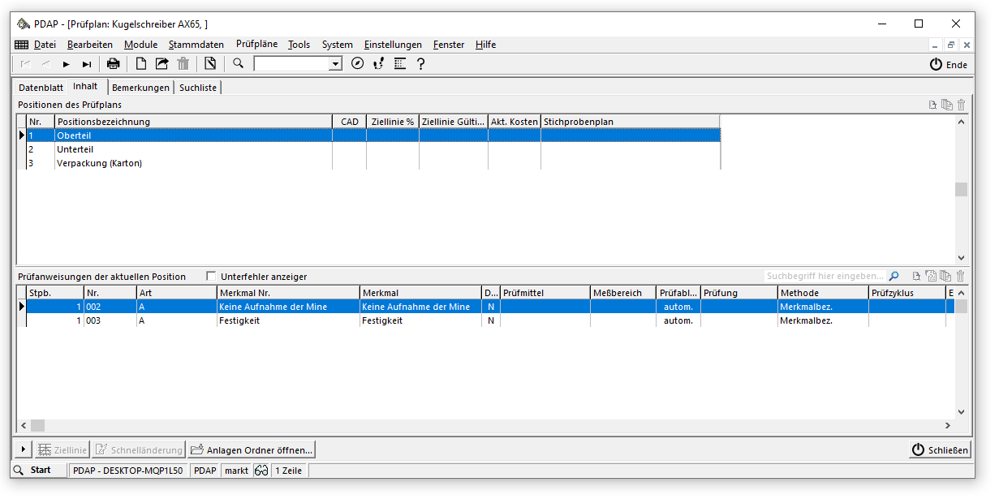 PDAP - [Prüfplan: Kugelschreiber AX65, ]
Datei Bearbeiten Module Stammdaten Prüfpläne Tools System Einstellungen Fenster Hilfe
Ende
Datenblatt Inhalt Bemerkungen Suchliste
Positionen des Prüfplans
Nr. Positionsbezeichnung CAD Ziellinie % Ziellinie Gülti... Akt. Kosten Stichprobenplan
1 Oberteil
2 Unterteil
3 Verpackung (Karton)
Prüfanweisungen der aktuellen Position Unterfehler anzeiger Suchbegriff hier eingeben...
Stpb. Nr. Art Merkmal Nr. Merkmal D... Prüfmittel Meßbereich Prüfabl... Prüfung Methode Prüfzyklus E
1 002 A Keine Aufnahme der Mine Keine Aufnahme der Mine N autom. Merkmalbez.
1 003 A Festigkeit Festigkeit N autom. Merkmalbez.
Ziellinie Schnelländerung Anlagen Ordner öffnen... Schließen
Start PDAP - DESKTOP-MQP1L50 PDAP markt 1 Zeile